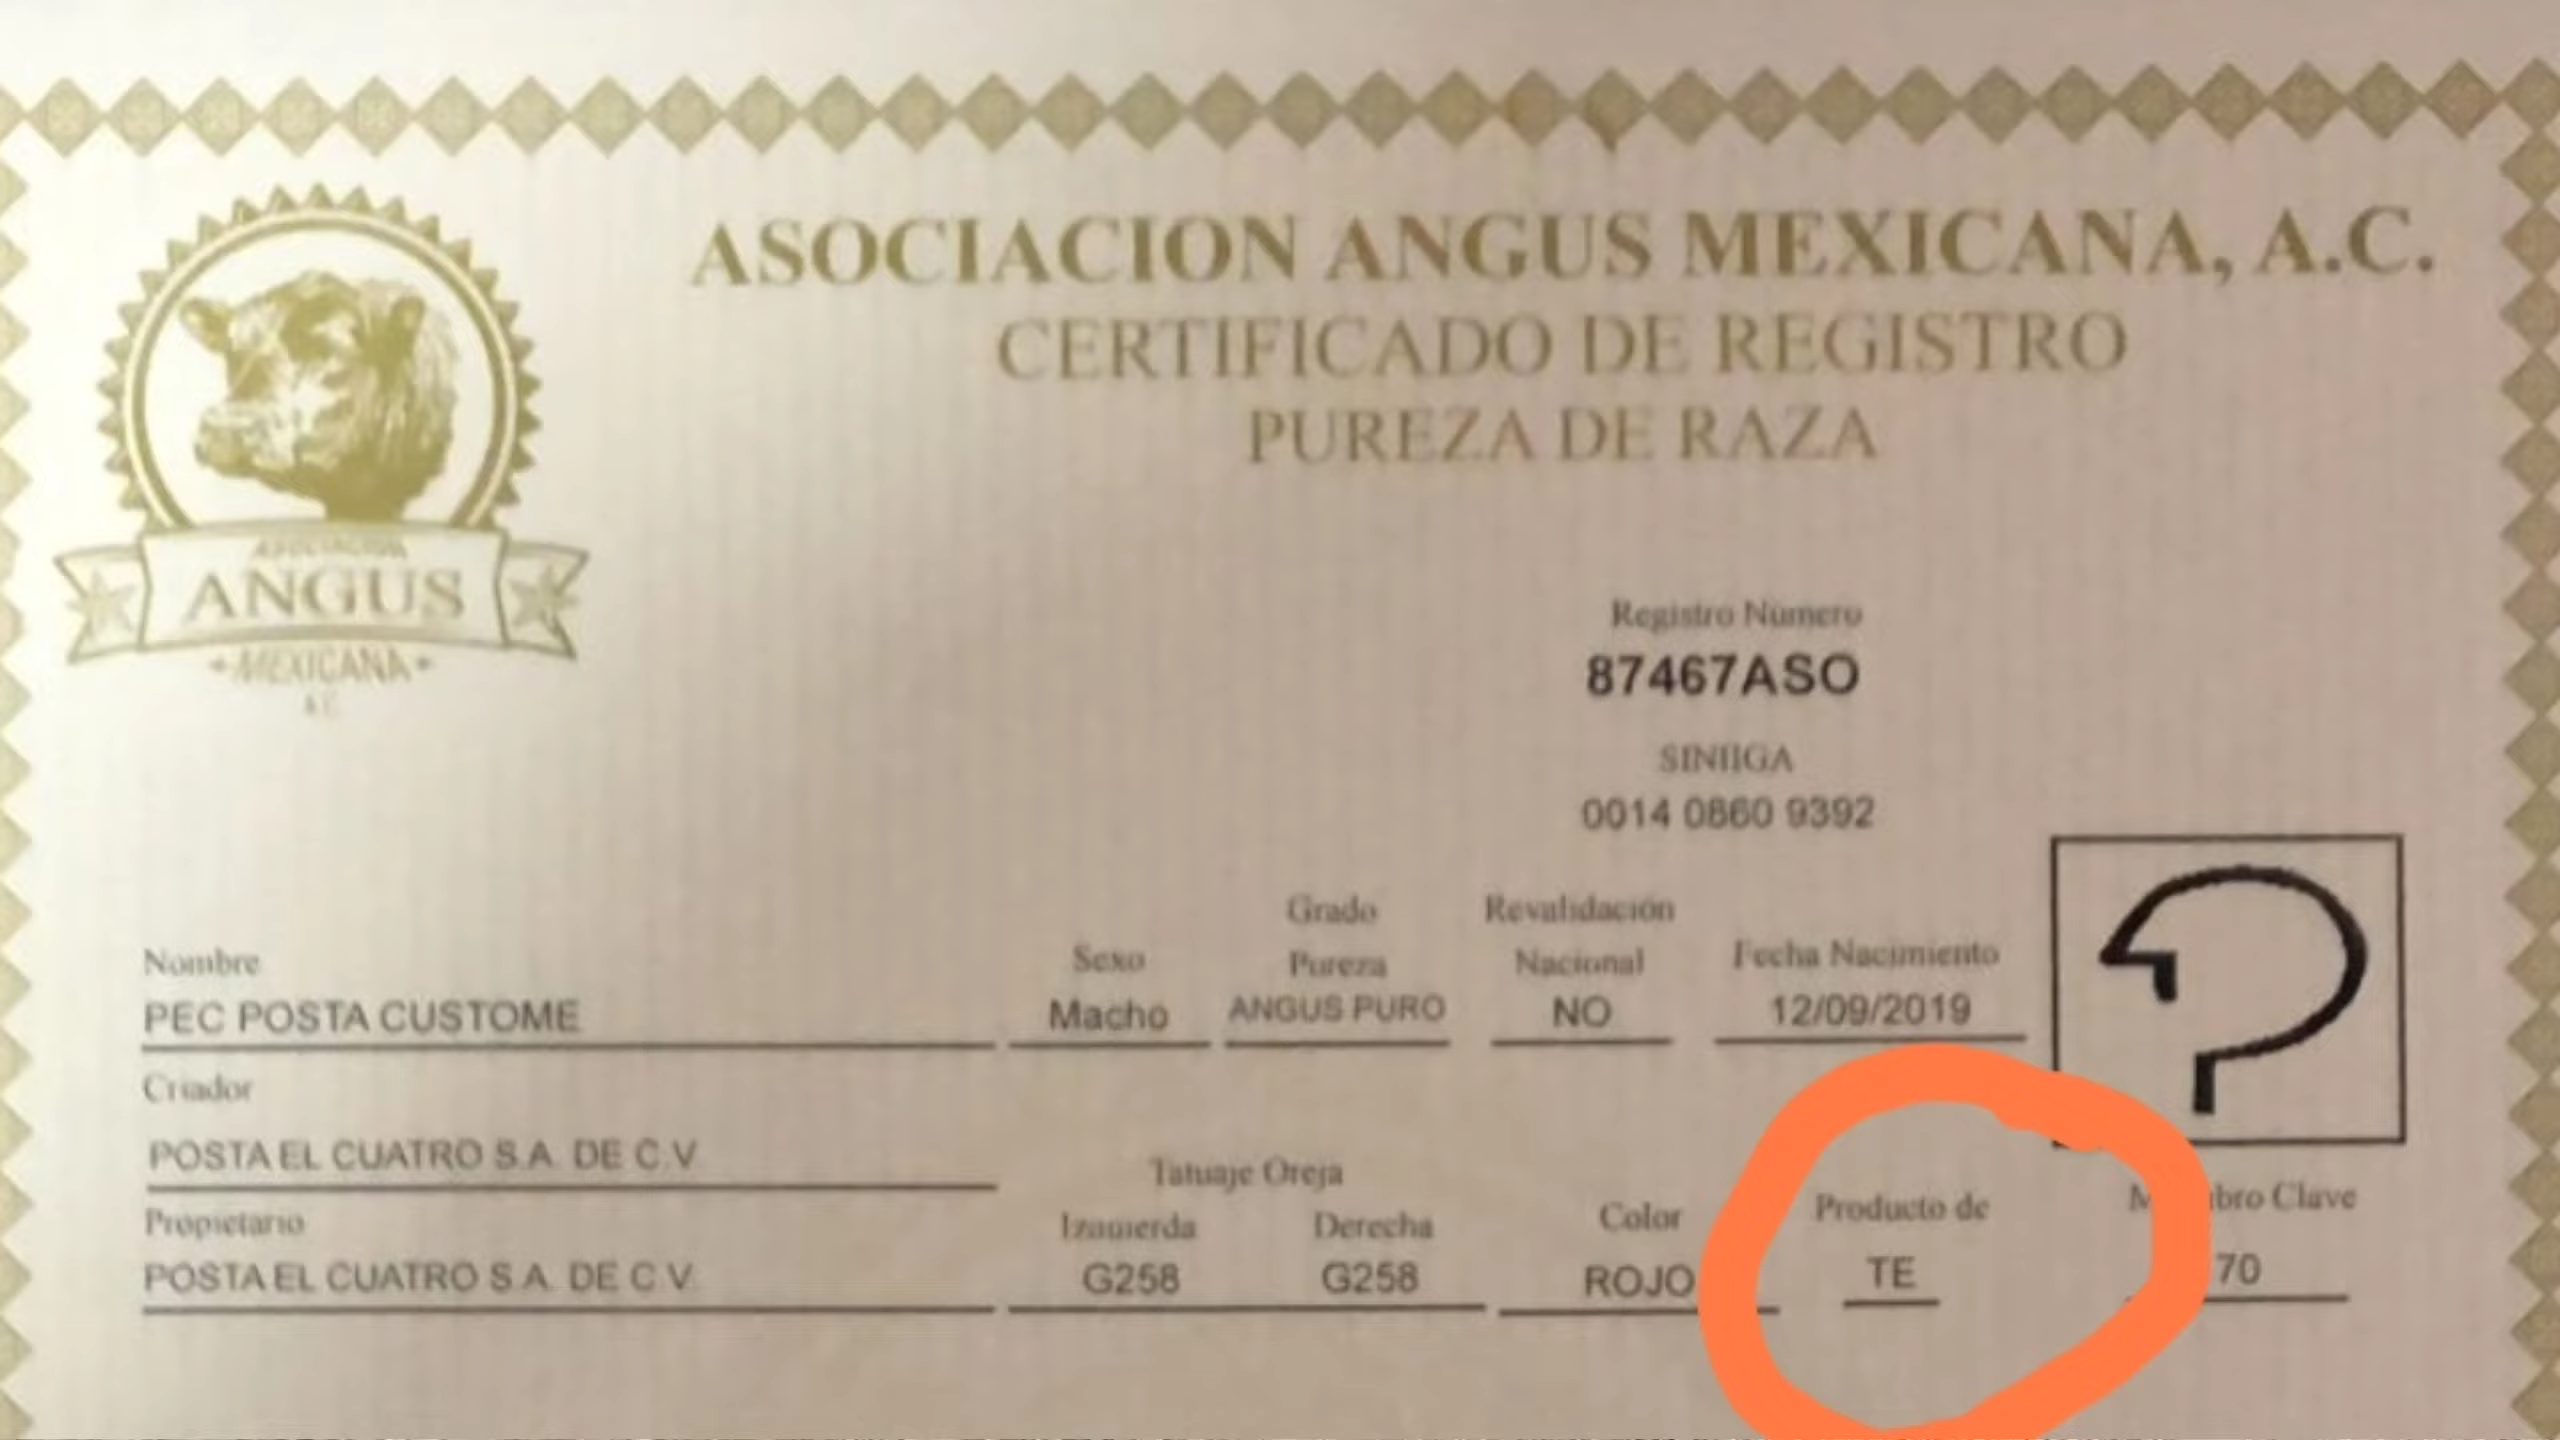 ASOCIACION ANGUS MEXICANA, A.C.
CERTIFICADO DE REGISTRO
PUREZA DE RAZA
ASOCIACION
ANGUS
MEXICANA
A.C.
Registro Número
87467ASO
SINIIGA
0014 0860 9392
Nombre
PEC POSTA CUSTOME
Sexo
Macho
Grado
Pureza
ANGUS PURO
Revalidación
Nacional
NO
Fecha Nacimiento
12/09/2019
Criador
POSTA EL CUATRO S.A. DE C.V.
Propietario
POSTA EL CUATRO S.A. DE C.V.
Tatuaje Oreja
Izquierda
G258
Derecha
G258
Color
ROJO
Producto de
TE
Clave
70